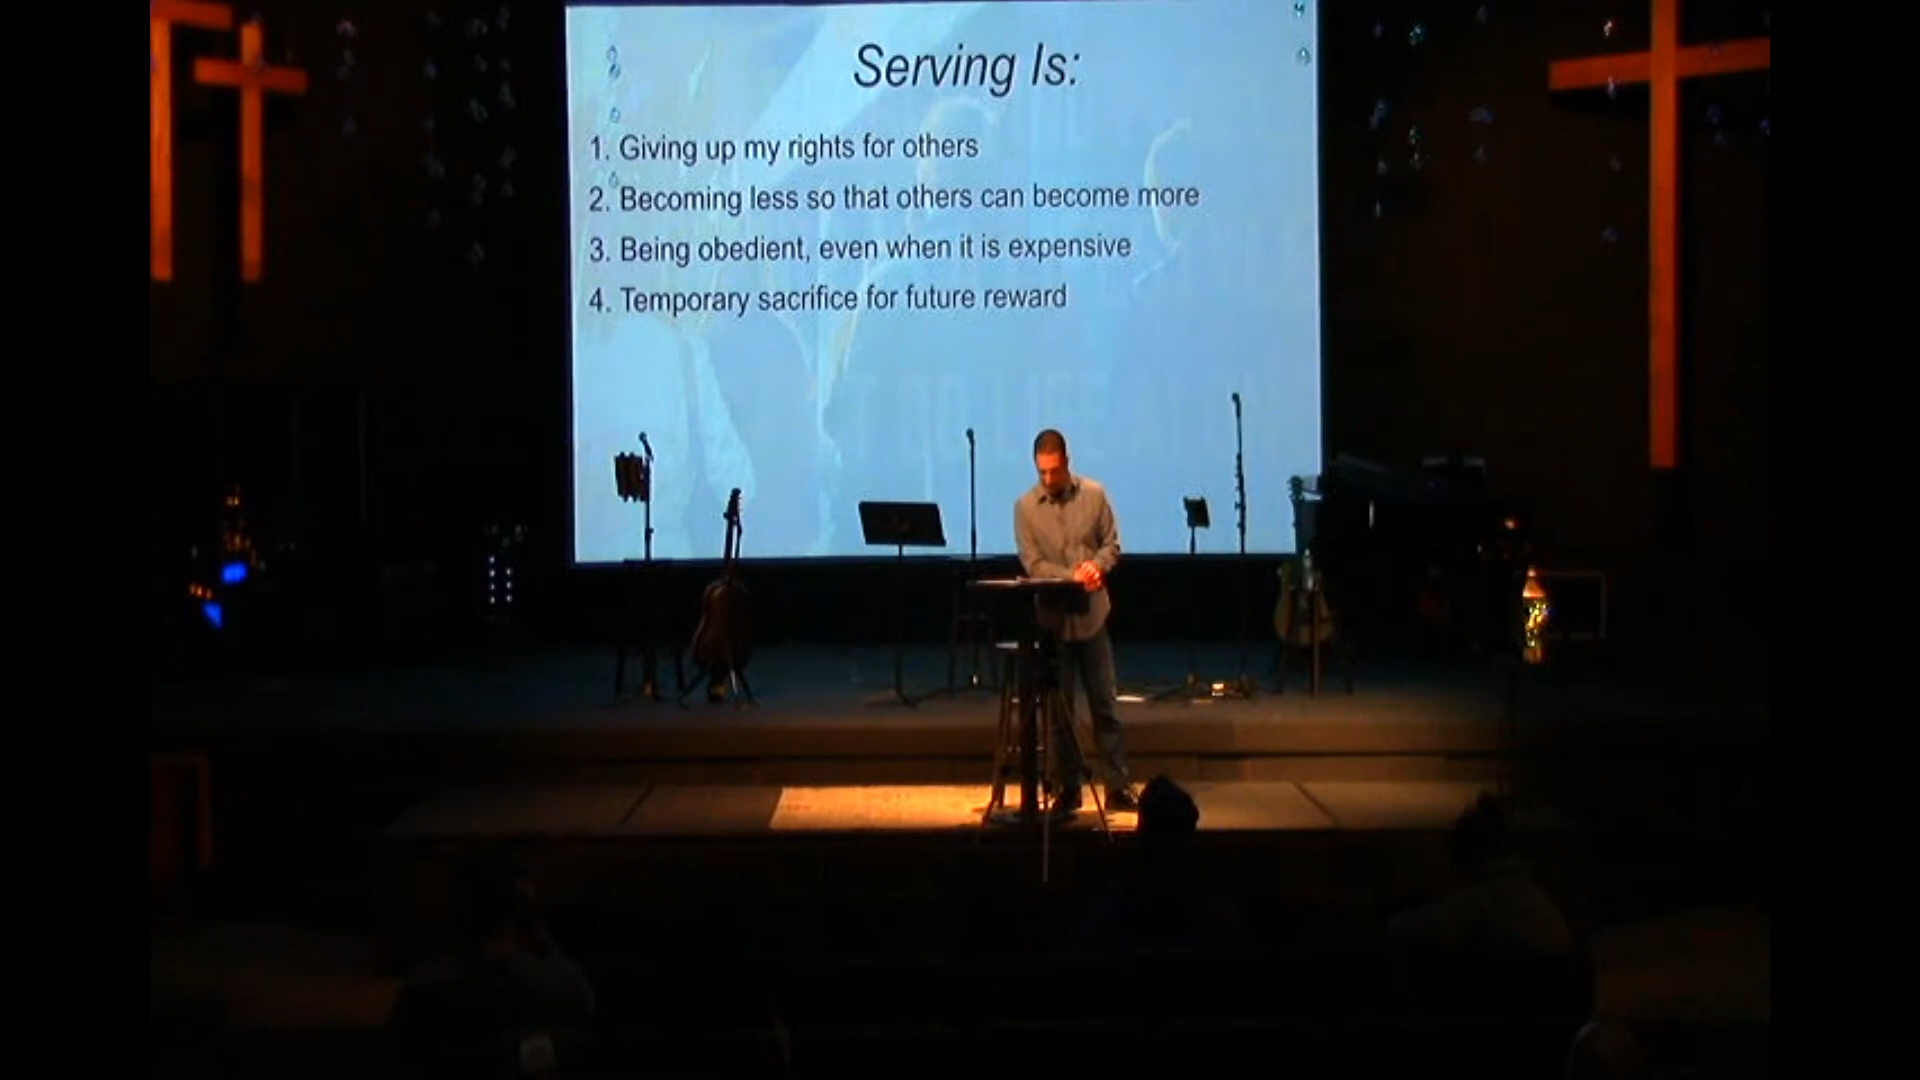 Serving Is:
1. Giving up my rights for others
2. Becoming less so that others can become more
3. Being obedient, even when it is expensive
4. Temporary sacrifice for future reward